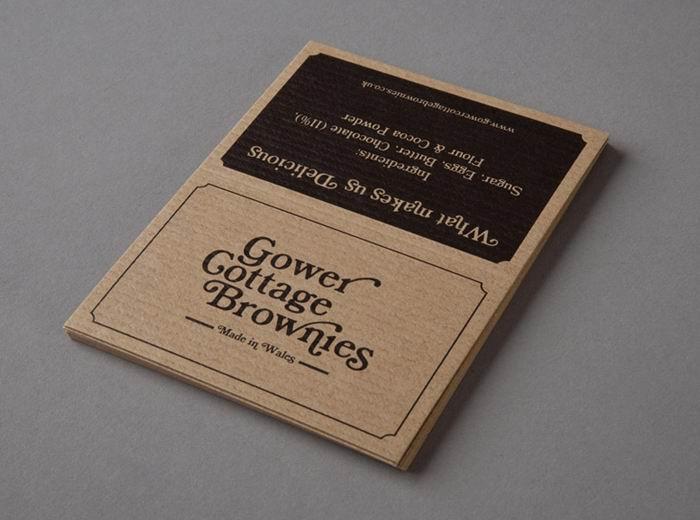 Gower
Cottage
Brownies
Made in Wales
What makes us Delicious
Ingredients:
Sugar, Eggs, Butter, Chocolate (11%),
Flour & Cocoa Powder
www.gowercottagebrownies.co.uk